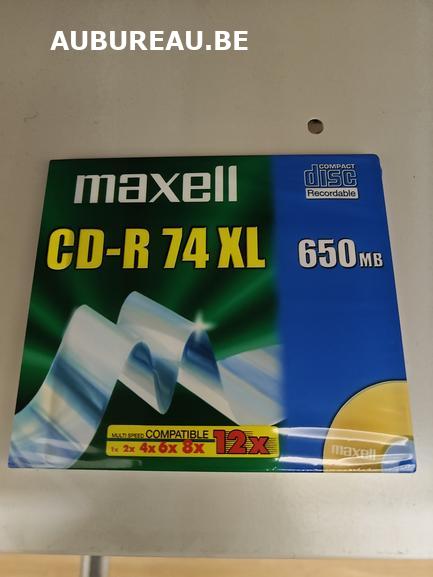 AUBUREAU.BE
maxell
COMPACT
disc
Recordable
CD-R 74 XL
650MB
MULTI SPEED COMPATIBLE
1x 2x 4x 6x 8x 12x
maxell